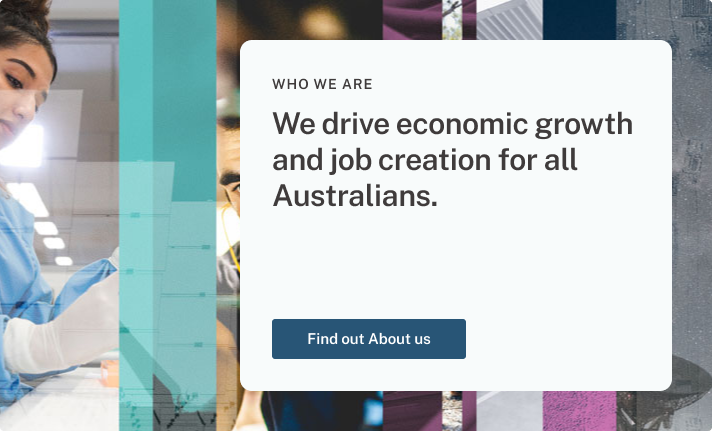 WHO WE ARE
We drive economic growth
and job creation for all
Australians.
Find out About us